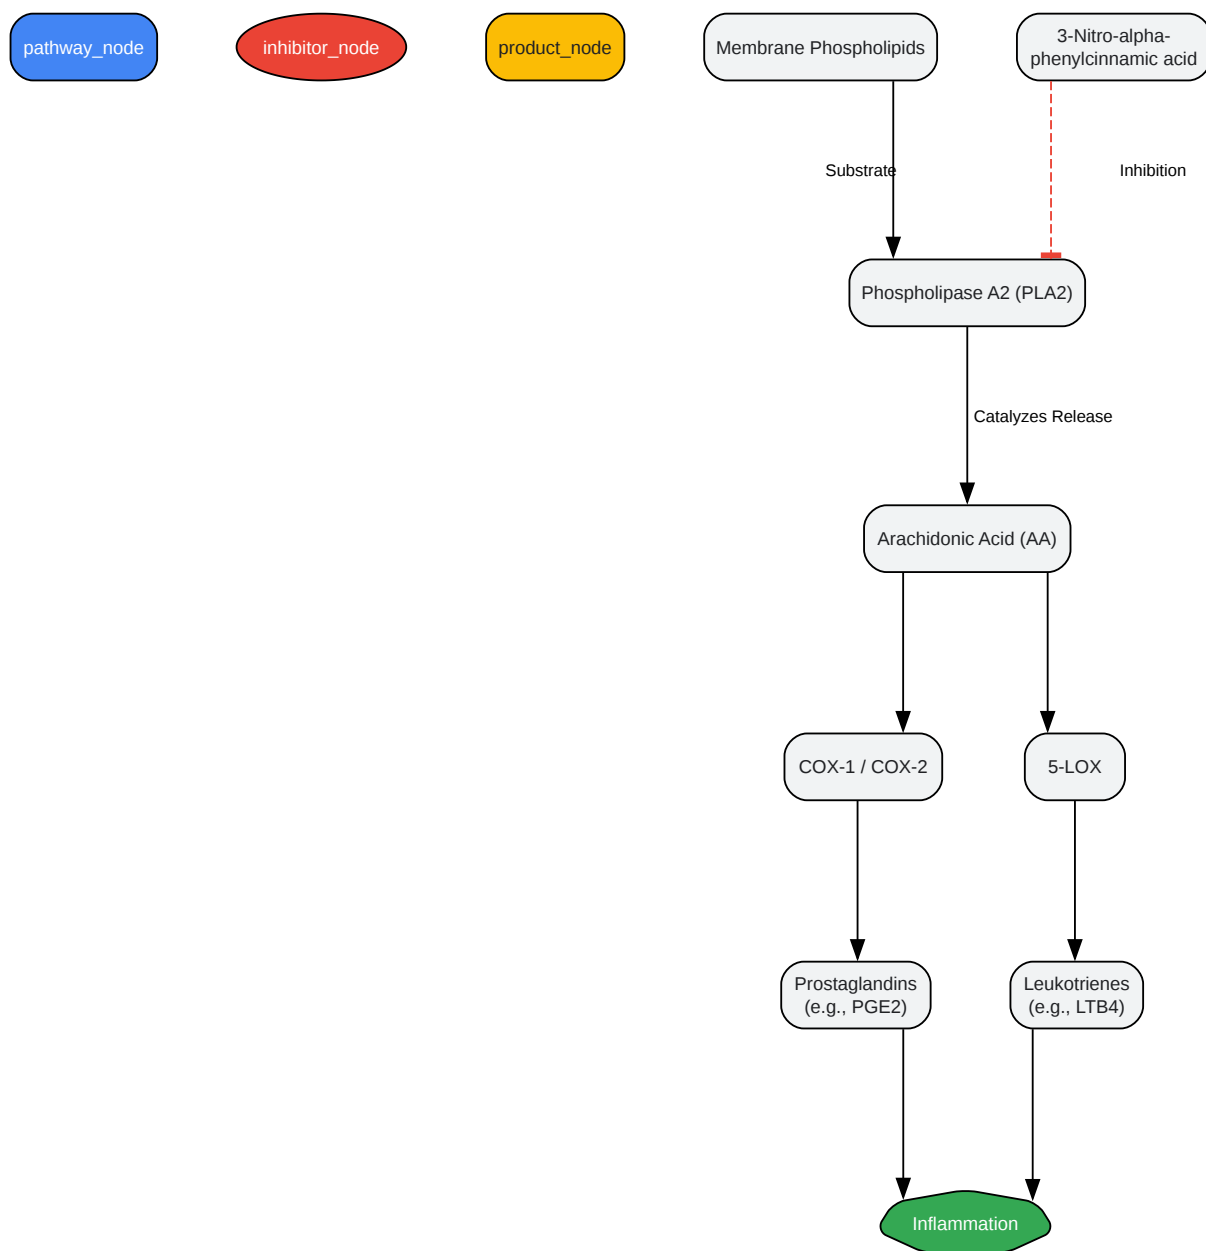 pathway_node
inhibitor_node
product_node
Membrane Phospholipids
3-Nitro-alpha-
phenylcinnamic acid
Substrate
Inhibition
Phospholipase A2 (PLA2)
Catalyzes Release
Arachidonic Acid (AA)
COX-1 / COX-2
5-LOX
Prostaglandins
(e.g., PGE2)
Leukotrienes
(e.g., LTB4)
Inflammation